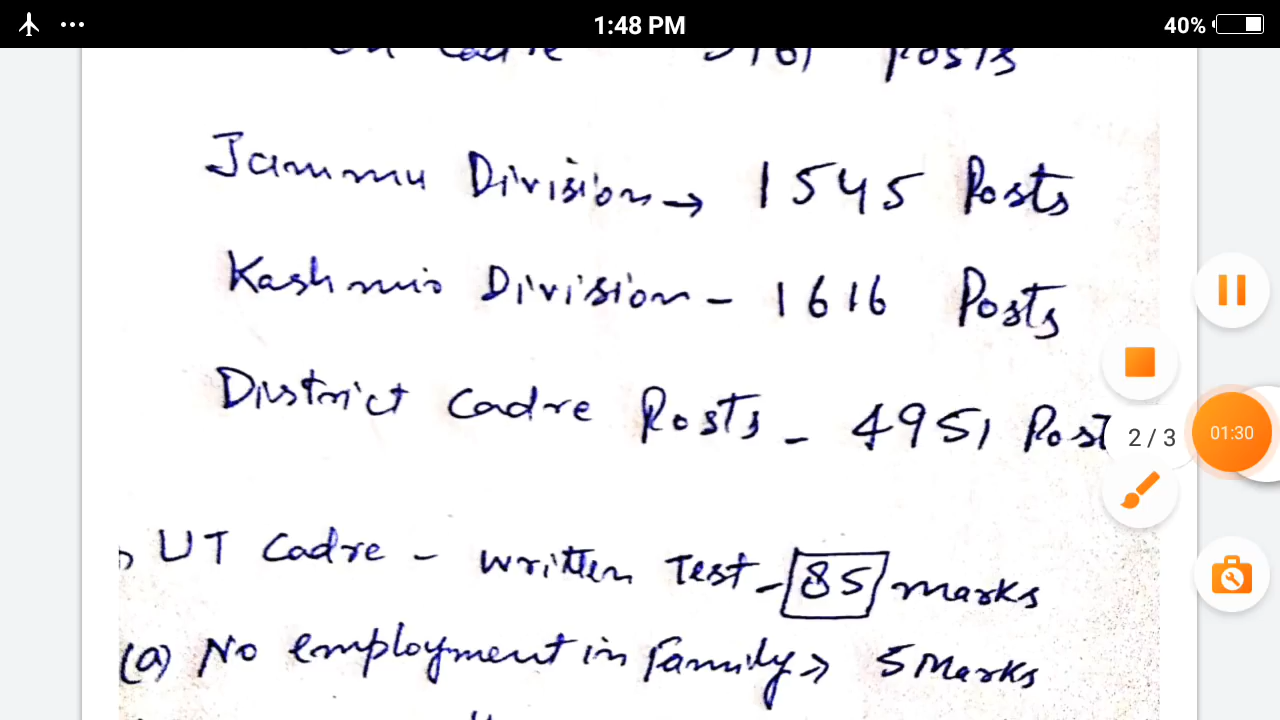 1:48 PM
40%
Posts
Jammu Division → 1545 Posts
Kashmir Division - 1616 Posts
District Cadre Posts - 4951 Post
2 / 3
01:30
UT Cadre - written Test - 85 marks
(a) No employment in family → 5 Marks